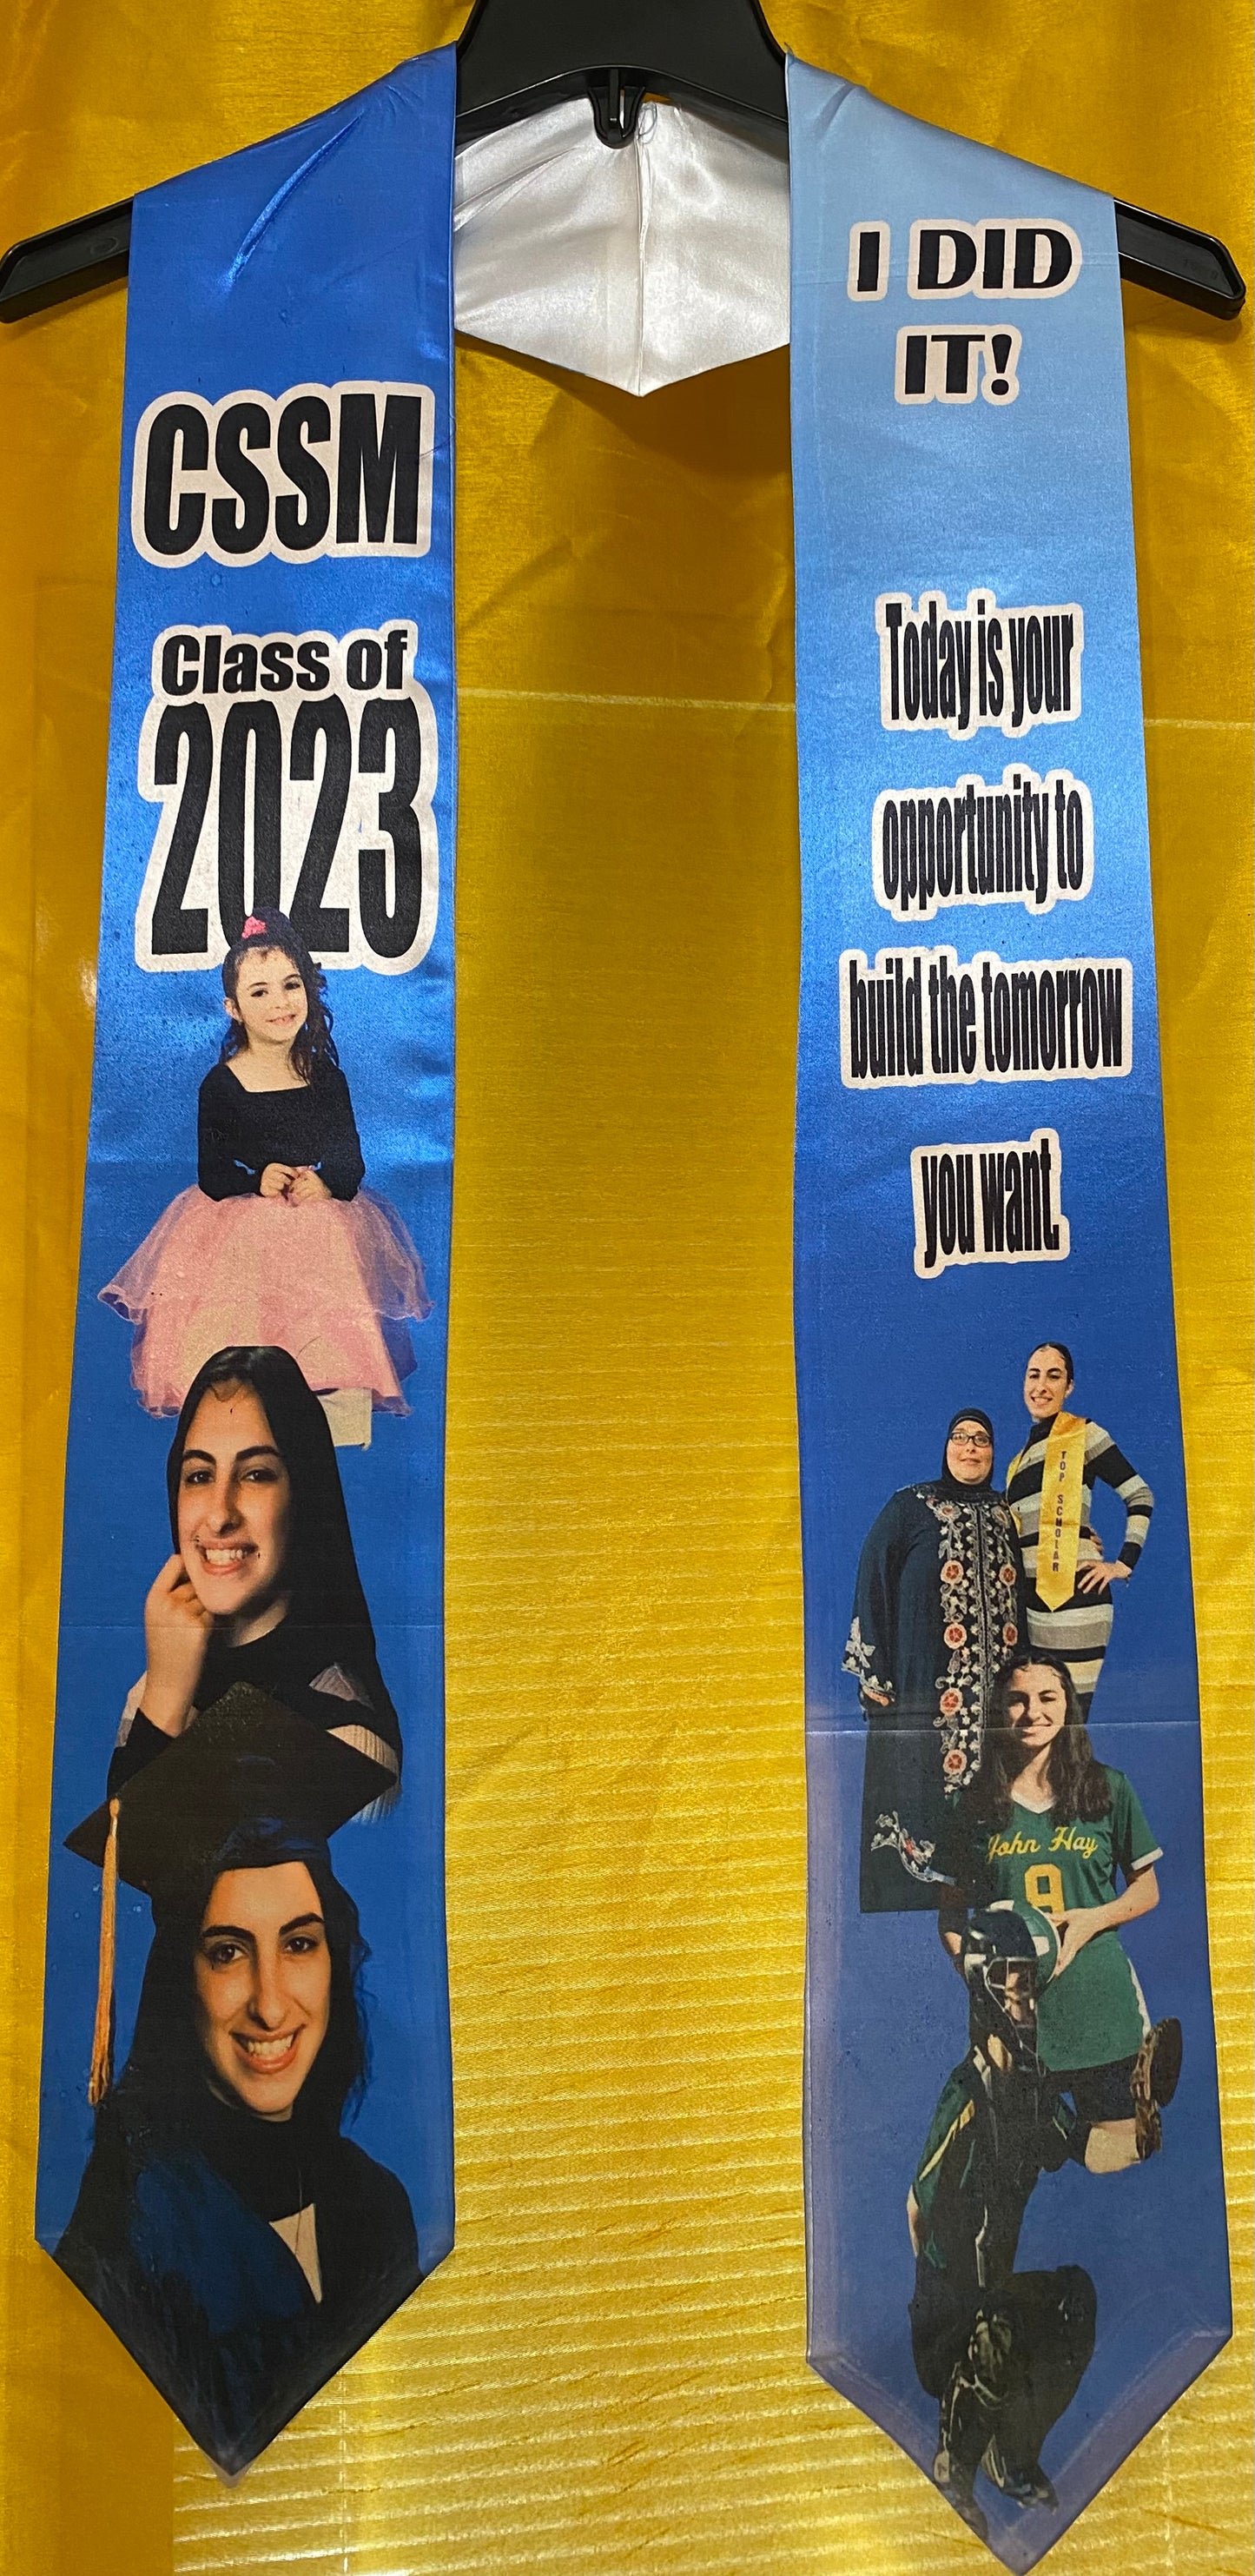 CSSM
Class of
2023
I DID
IT!
Today is your
opportunity to
build the tomorrow
you want.
TOP SCHOLAR
John Hay
9